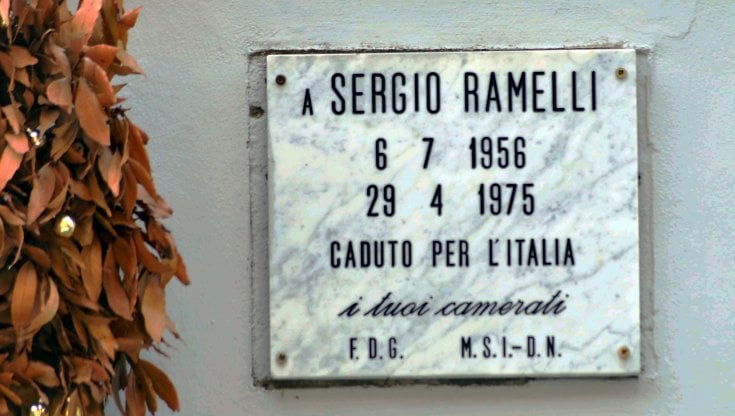 A SERGIO RAMELLI
6 7 1956
29 4 1975
CADUTO PER L'ITALIA
i tuoi camerati
F.D.G. M.S.I.-D.N.